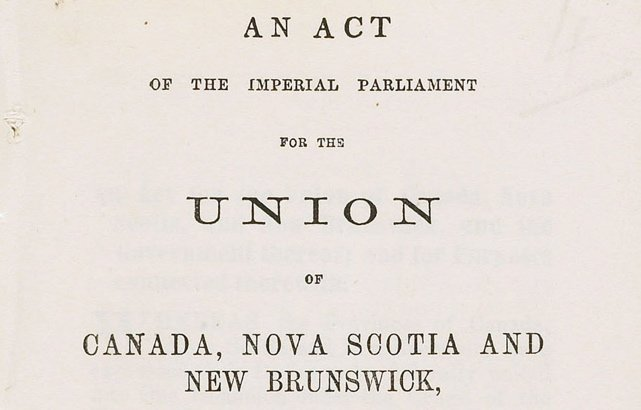 AN ACT
OF THE IMPERIAL PARLIAMENT
FOR THE
UNION
OF
CANADA, NOVA SCOTIA AND
NEW BRUNSWICK,